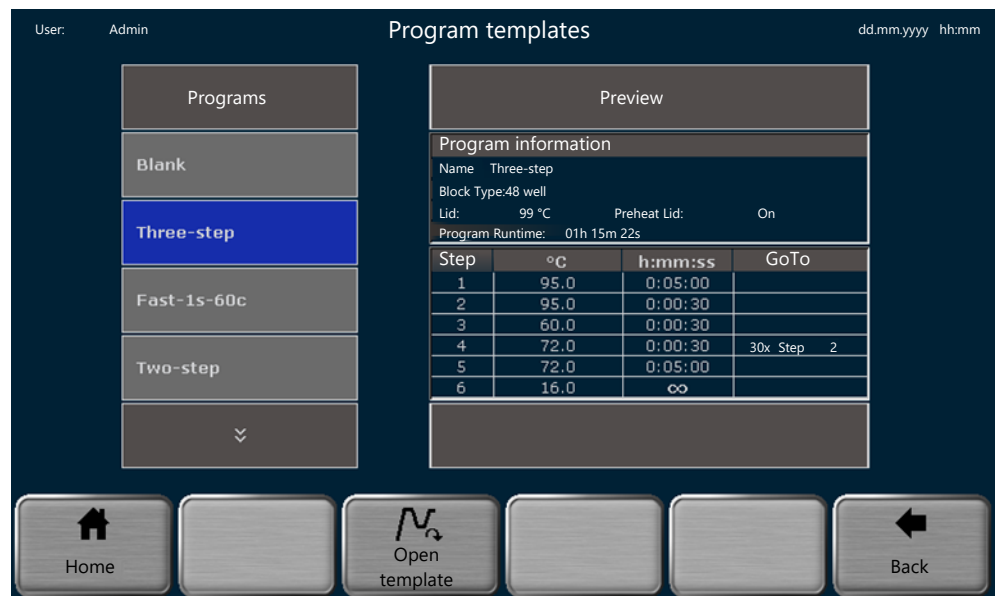 User: Admin
Program templates
dd.mm.yyyy hh:mm
Programs
Blank
Three-step
Fast-1s-60c
Two-step
Preview
Program information
Name Three-step
Block Type:48 well
Lid: 99 °C Preheat Lid: On
Program Runtime: 01h 15m 22s
Step °C h:mm:ss GoTo
1 95.0 0:05:00
2 95.0 0:00:30
3 60.0 0:00:30
4 72.0 0:00:30 30x Step 2
5 72.0 0:05:00
6 16.0 ∞
Home
Open
template
Back